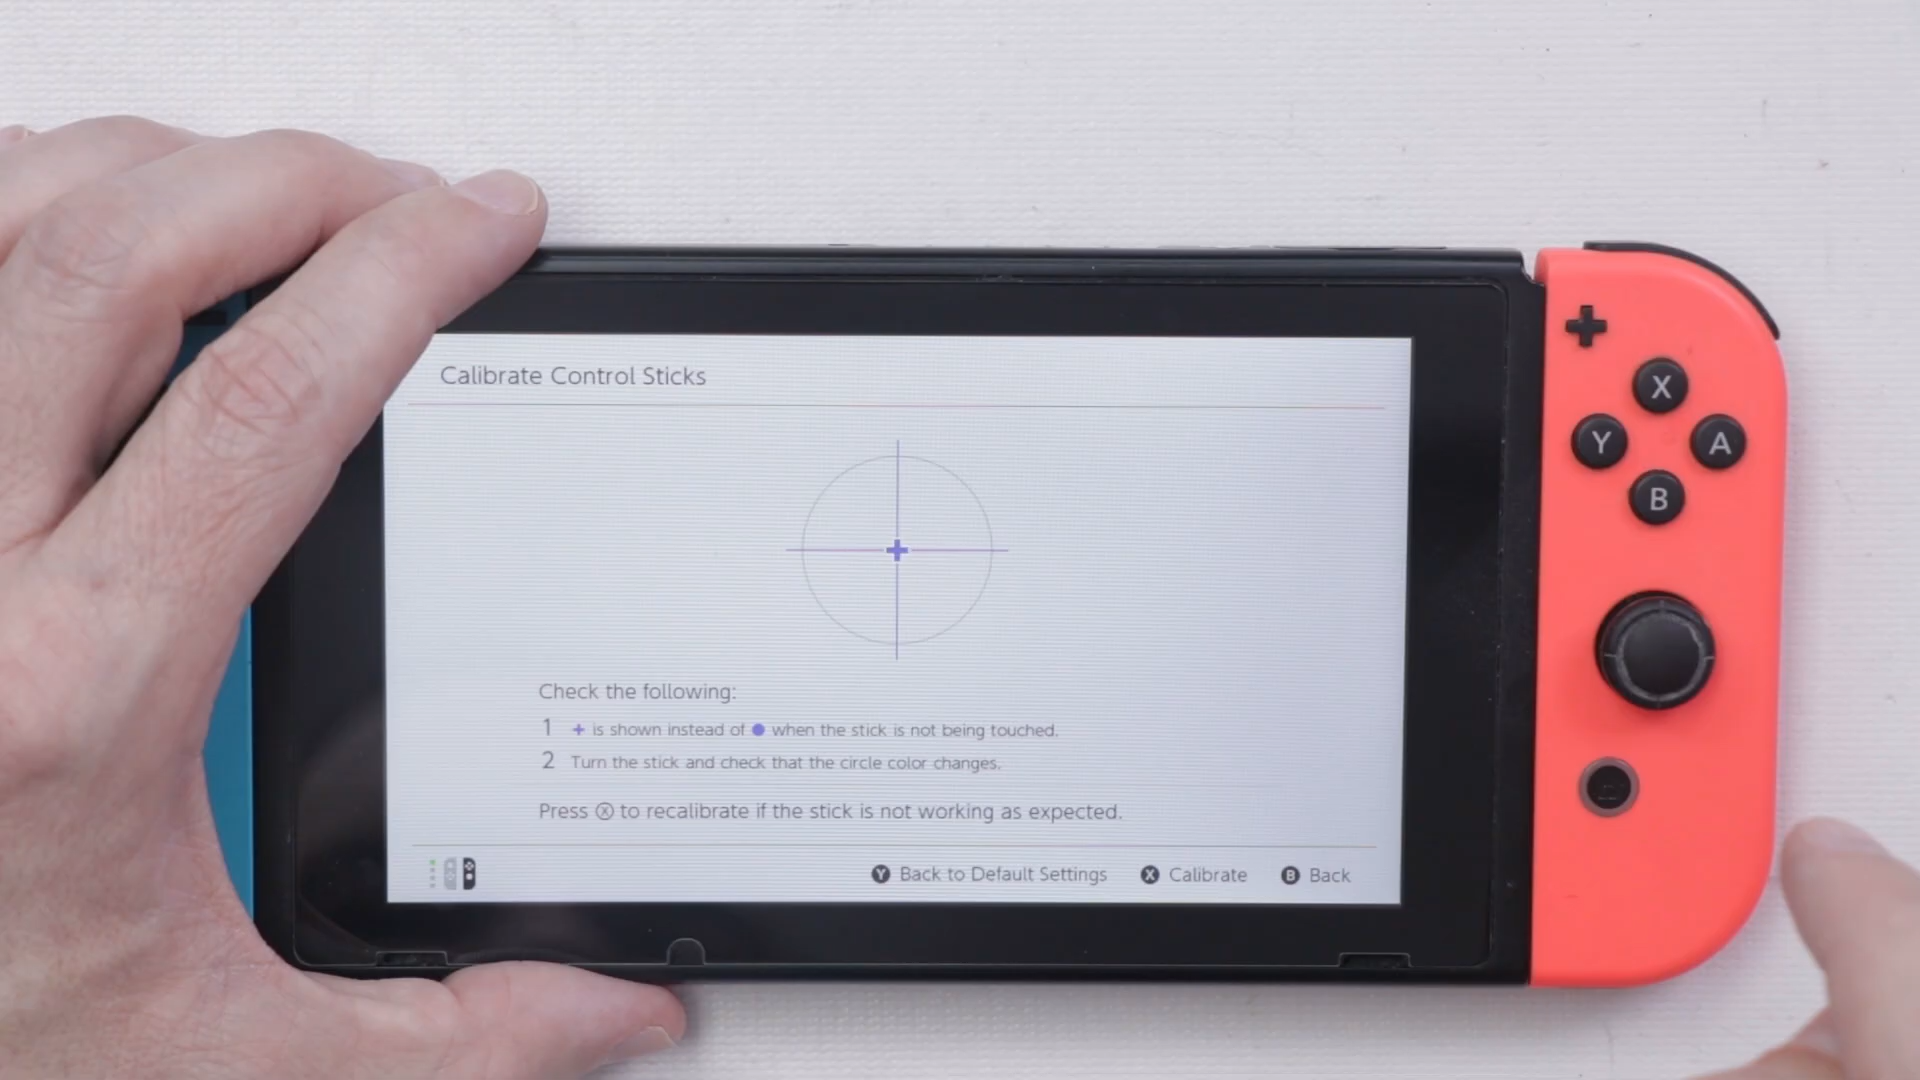 Calibrate Control Sticks
Check the following:
1 + is shown instead of ● when the stick is not being touched.
2 Turn the stick and check that the circle color changes.
Press Ⓧ to recalibrate if the stick is not working as expected.
Y Back to Default Settings X Calibrate B Back
X
Y A
B